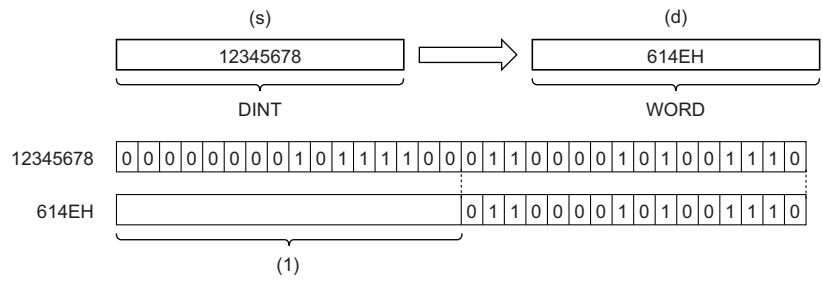 (s) (d)
12345678 614EH
DINT WORD
12345678 0 0 0 0 0 0 0 0 1 0 1 1 1 1 0 0 0 1 1 0 0 0 0 1 0 1 0 0 1 1 1 0
614EH 0 1 1 0 0 0 0 1 0 1 0 0 1 1 1 0
(1)